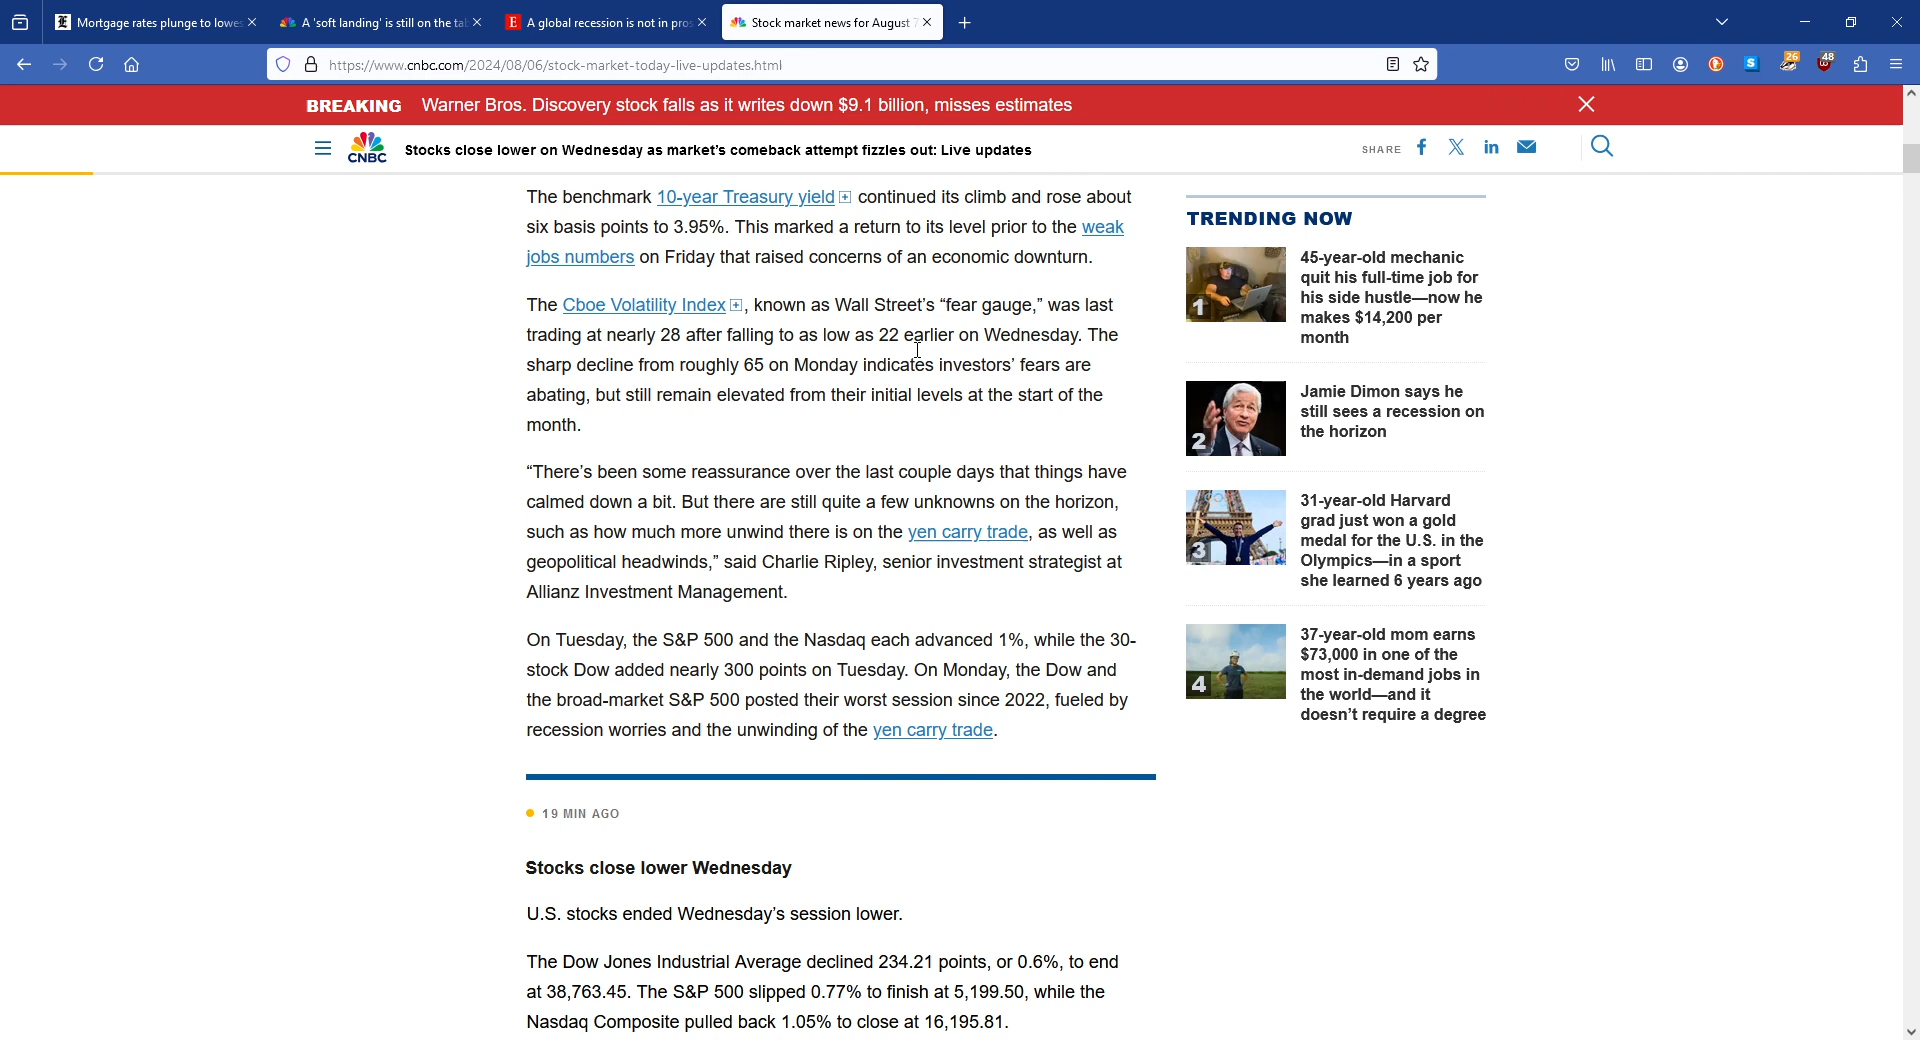 Mortgage rates plunge to lowes
A 'soft landing' is still on the ta
A global recession is not in pros
Stock market news for August 7
https://www.cnbc.com/2024/08/06/stock-market-today-live-updates.html
26
48
BREAKING Warner Bros. Discovery stock falls as it writes down $9.1 billion, misses estimates
CNBC
Stocks close lower on Wednesday as market's comeback attempt fizzles out: Live updates
SHARE
The benchmark 10-year Treasury yield continued its climb and rose about
six basis points to 3.95%. This marked a return to its level prior to the weak
jobs numbers on Friday that raised concerns of an economic downturn.
The Cboe Volatility Index, known as Wall Street's “fear gauge,” was last
trading at nearly 28 after falling to as low as 22 earlier on Wednesday. The
sharp decline from roughly 65 on Monday indicates investors' fears are
abating, but still remain elevated from their initial levels at the start of the
month.
“There's been some reassurance over the last couple days that things have
calmed down a bit. But there are still quite a few unknowns on the horizon,
such as how much more unwind there is on the yen carry trade, as well as
geopolitical headwinds,” said Charlie Ripley, senior investment strategist at
Allianz Investment Management.
On Tuesday, the S&P 500 and the Nasdaq each advanced 1%, while the 30-
stock Dow added nearly 300 points on Tuesday. On Monday, the Dow and
the broad-market S&P 500 posted their worst session since 2022, fueled by
recession worries and the unwinding of the yen carry trade.
19 MIN AGO
Stocks close lower Wednesday
U.S. stocks ended Wednesday's session lower.
The Dow Jones Industrial Average declined 234.21 points, or 0.6%, to end
at 38,763.45. The S&P 500 slipped 0.77% to finish at 5,199.50, while the
Nasdaq Composite pulled back 1.05% to close at 16,195.81.
TRENDING NOW
1
45-year-old mechanic
quit his full-time job for
his side hustle—now he
makes $14,200 per
month
2
Jamie Dimon says he
still sees a recession on
the horizon
3
31-year-old Harvard
grad just won a gold
medal for the U.S. in the
Olympics—in a sport
she learned 6 years ago
4
37-year-old mom earns
$73,000 in one of the
most in-demand jobs in
the world—and it
doesn't require a degree